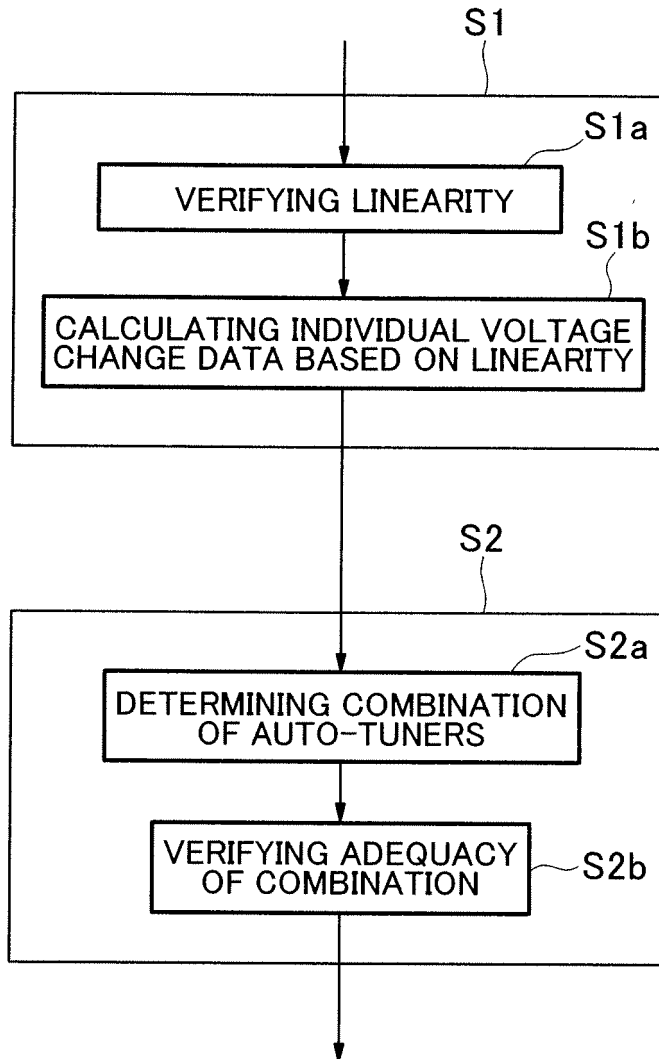 S1
S1a
VERIFYING LINEARITY
S1b
CALCULATING INDIVIDUAL VOLTAGE
CHANGE DATA BASED ON LINEARITY
S2
S2a
DETERMINING COMBINATION
OF AUTO-TUNERS
VERIFYING ADEQUACY
OF COMBINATION
S2b